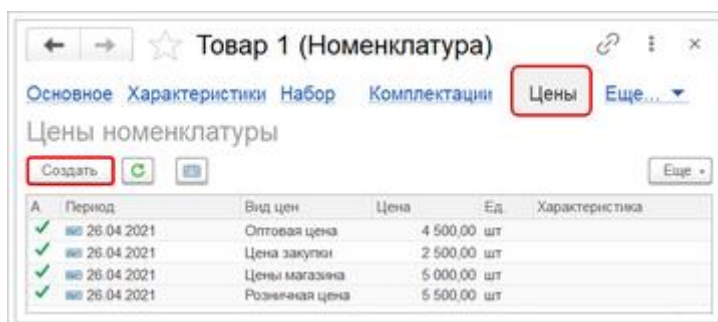 Товар 1 (Номенклатура)
Основное Характеристики Набор Комплектации Цены Еще...
Цены номенклатуры
Создать Еще
А Период Вид цен Цена Ед. Характеристика
26.04.2021 Оптовая цена 4 500,00 шт
26.04.2021 Цена закупки 2 500,00 шт
26.04.2021 Цены магазина 5 000,00 шт
26.04.2021 Розничная цена 5 500,00 шт